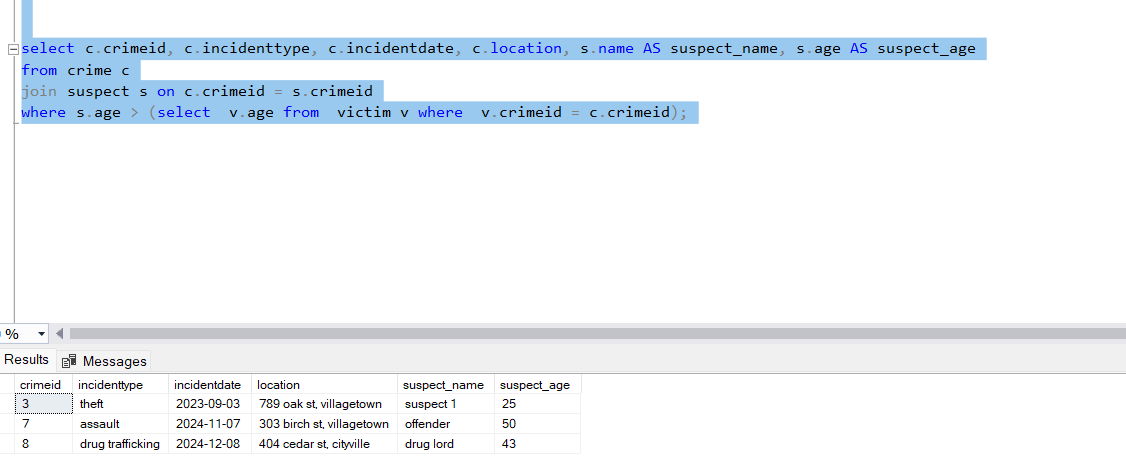 select c.crimeid, c.incidenttype, c.incidentdate, c.location, s.name AS suspect_name, s.age AS suspect_age
from crime c
join suspect s on c.crimeid = s.crimeid
where s.age > (select  v.age from  victim v where  v.crimeid = c.crimeid);
%
Results Messages
crimeid incidenttype incidentdate location suspect_name suspect_age
3 theft 2023-09-03 789 oak st, villagetown suspect 1 25
7 assault 2024-11-07 303 birch st, villagetown offender 50
8 drug trafficking 2024-12-08 404 cedar st, cityville drug lord 43